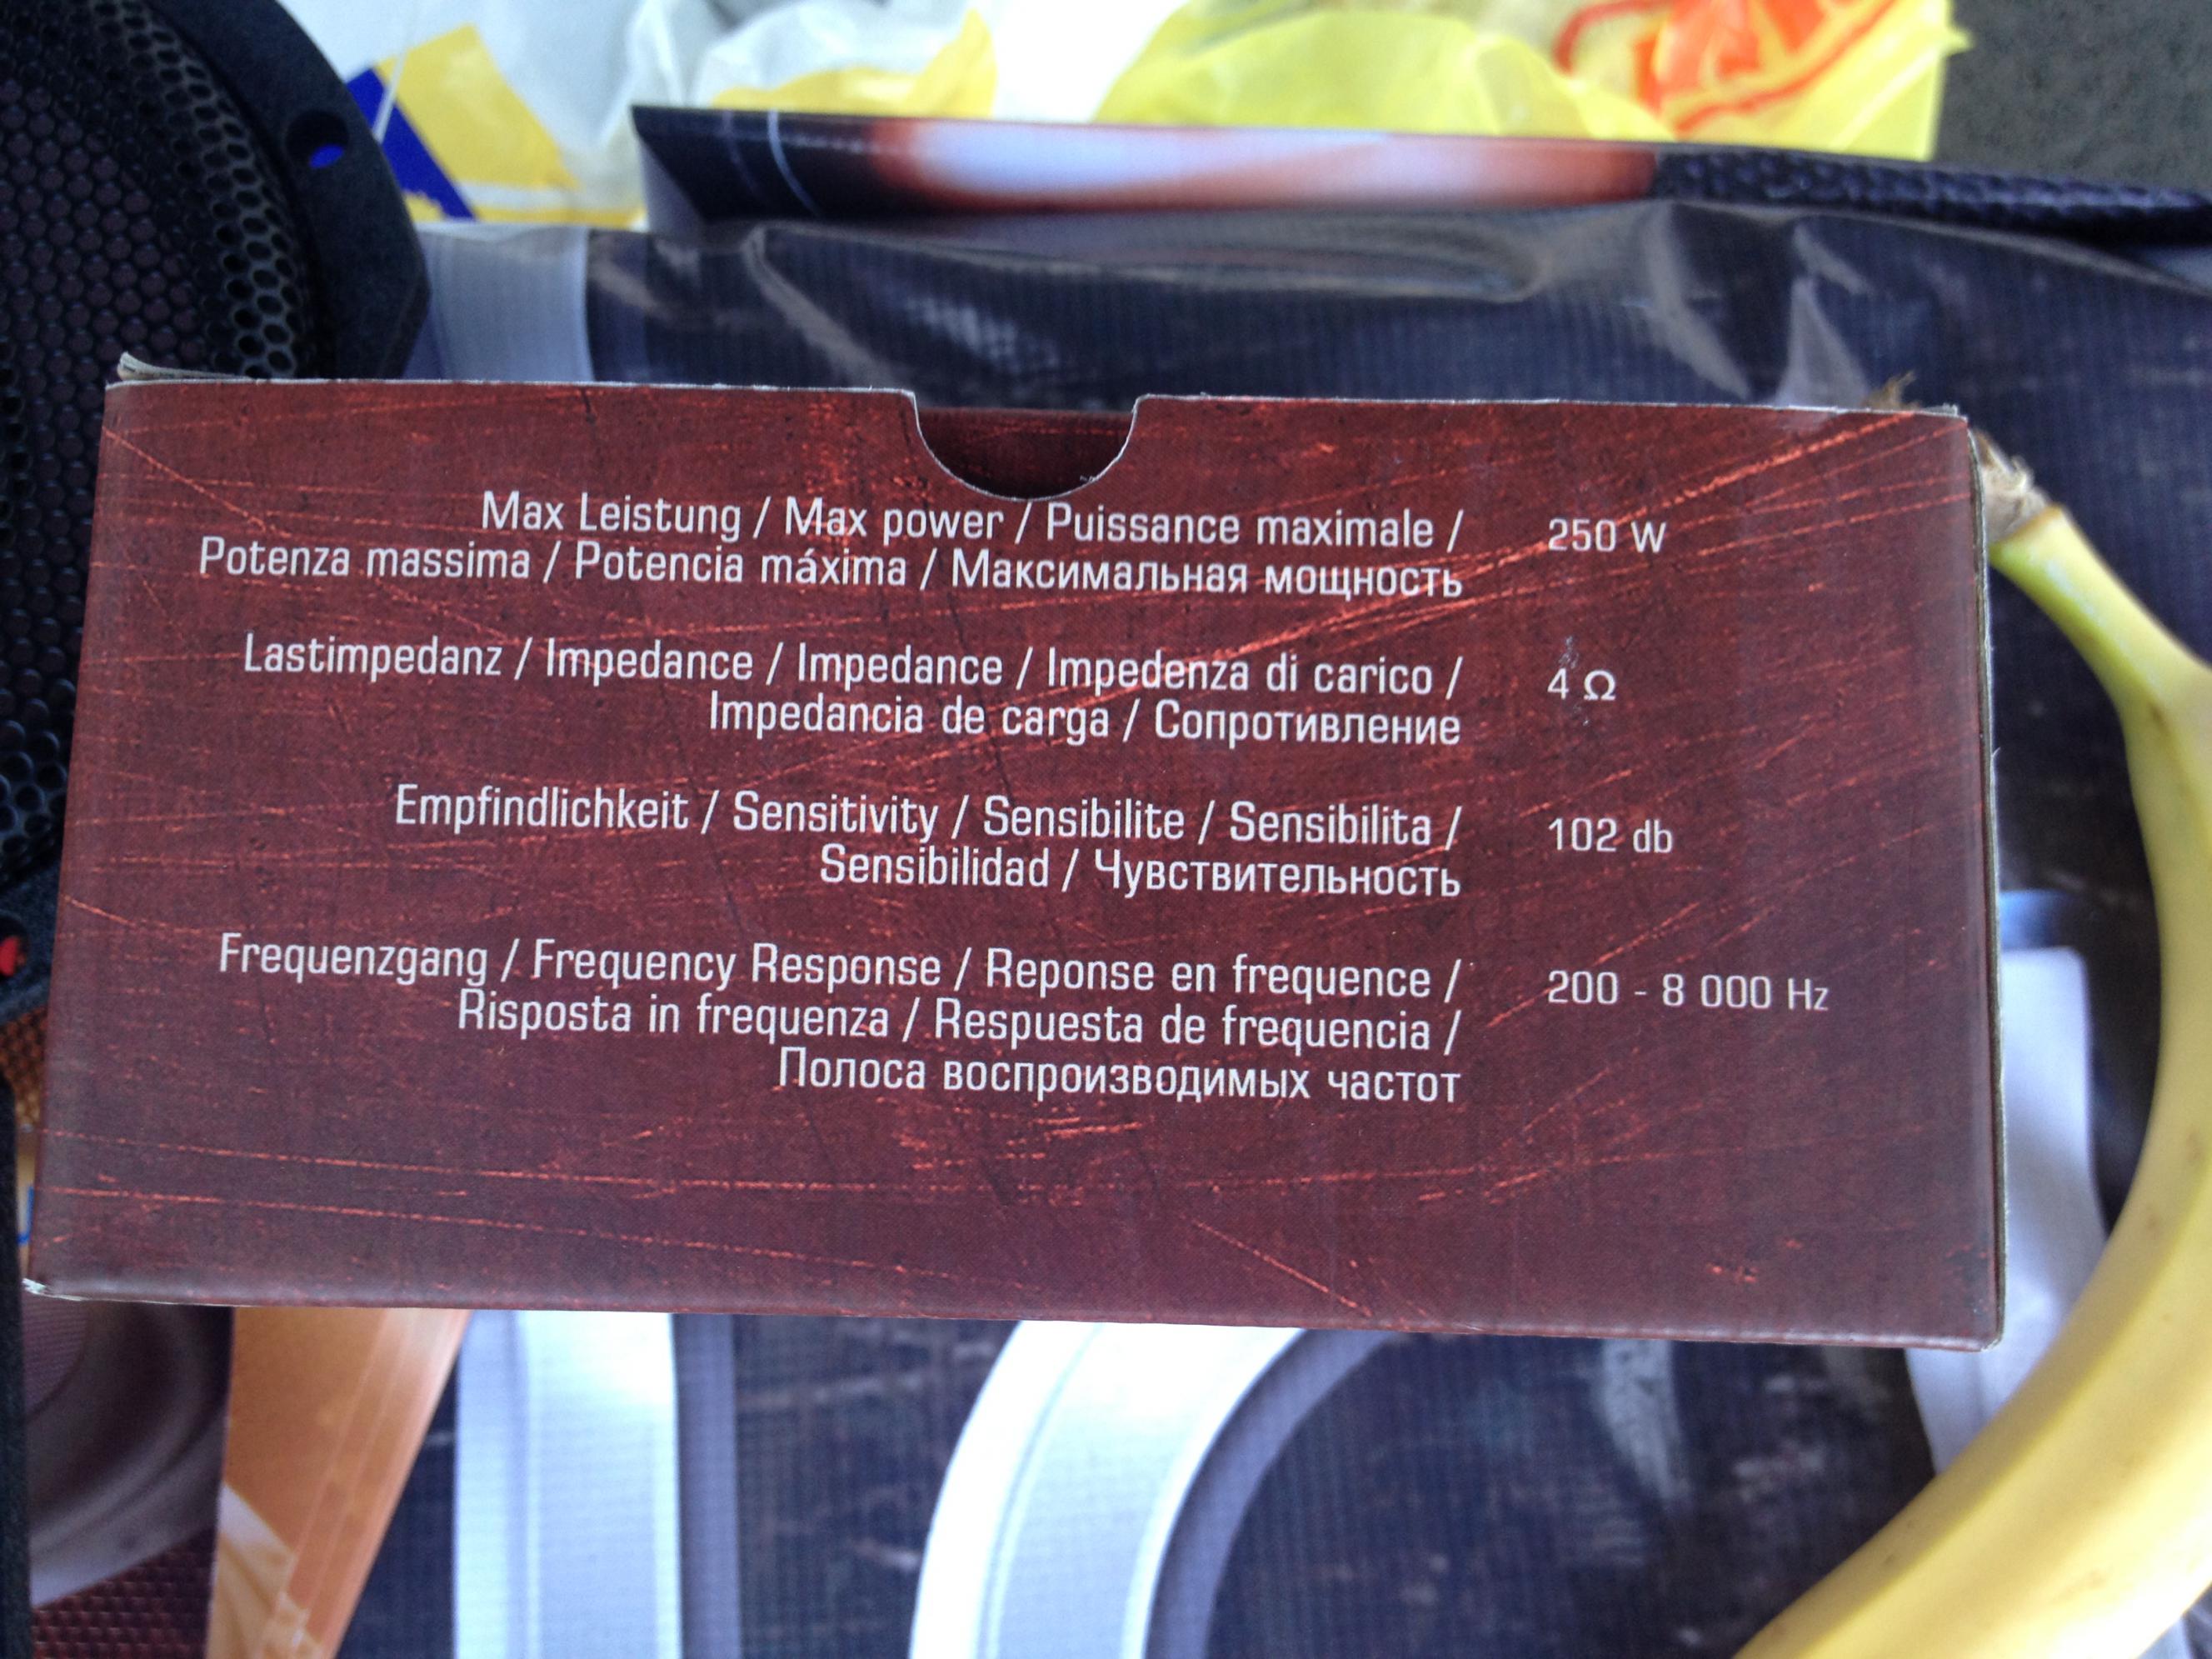 Max Leistung / Max power / Puissance maximale / 250 W
Potenza massima / Potencia máxima / Максимальная мощность
Lastimpedanz / Impedance / Impedance / Impedenza di carico / 4 Ω
Impedancia de carga / Сопротивление
Empfindlichkeit / Sensitivity / Sensibilite / Sensibilita / 102 db
Sensibilidad / Чувствительность
Frequenzgang / Frequency Response / Reponse en frequence / 200 - 8 000 Hz
Risposta in frequenza / Respuesta de frequencia /
Полоса воспроизводимых частот